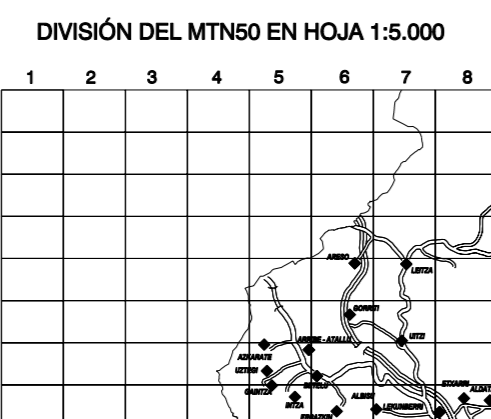 DIVISIÓN DEL MTN50 EN HOJA 1:5.000
1 2 3 4 5 6 7 8
ARESO
LEITZA
GORRITI
UITZI
ARRIBE - ATALLU
AZKARATE
UZTEGI
GAINTZA
BETELU
INTZA
ERRAZKIN
ALBISU
LEKUNBERRI
ETXARRI